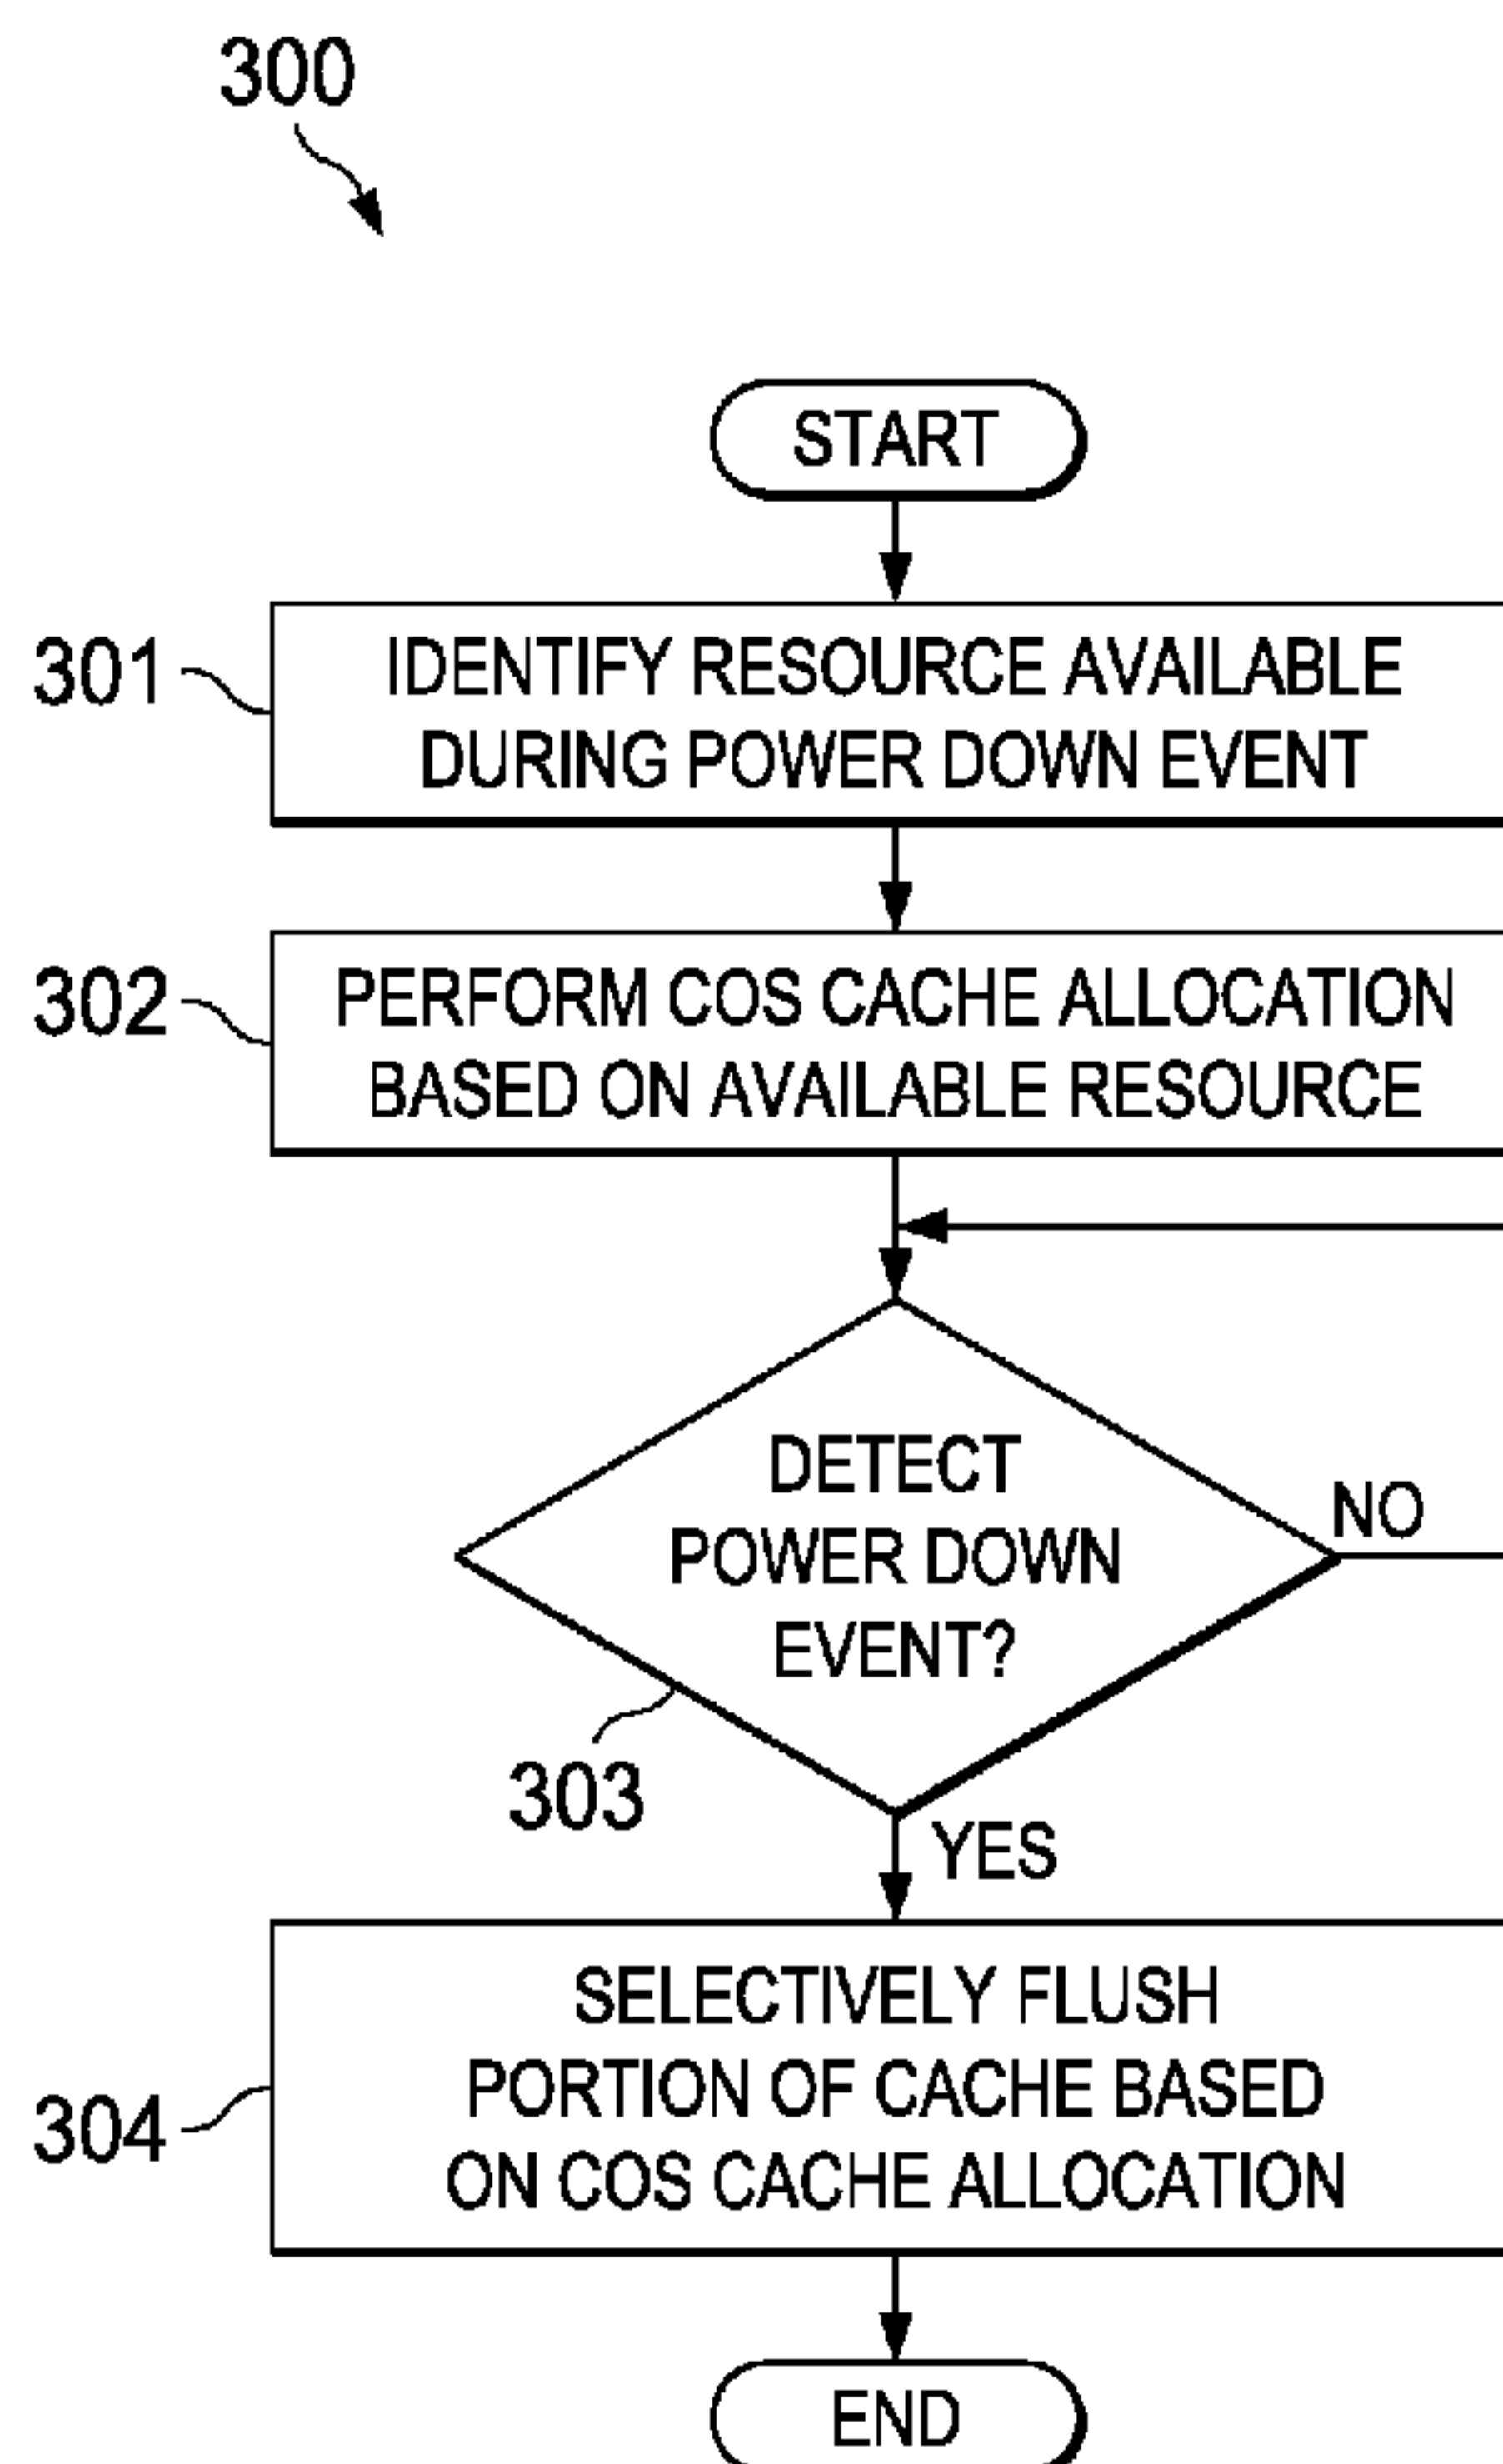 300
START
301
IDENTIFY RESOURCE AVAILABLE
DURING POWER DOWN EVENT
302
PERFORM COS CACHE ALLOCATION
BASED ON AVAILABLE RESOURCE
DETECT
POWER DOWN
EVENT?
NO
303
YES
304
SELECTIVELY FLUSH
PORTION OF CACHE BASED
ON COS CACHE ALLOCATION
END